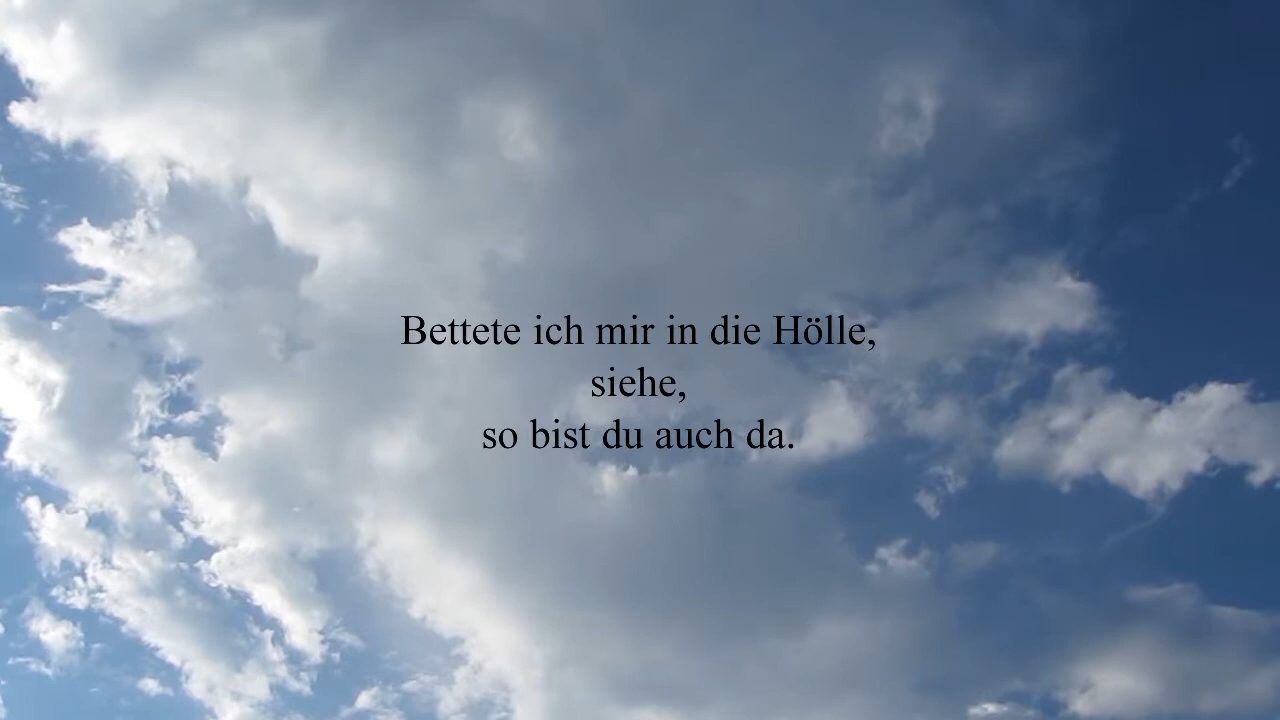 Bettete ich mir in die Hölle,
siehe,
so bist du auch da.